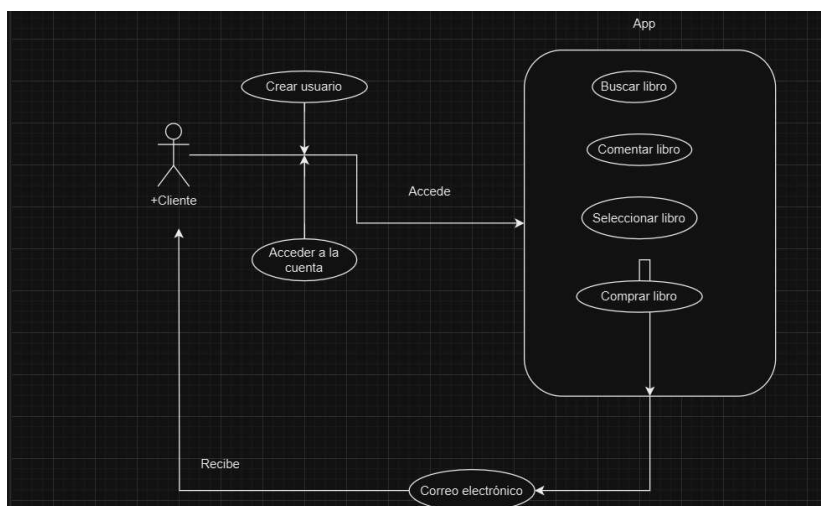 App
Crear usuario
Buscar libro
Comentar libro
+Cliente
Accede
Seleccionar libro
Acceder a la
cuenta
Comprar libro
Recibe
Correo electrónico